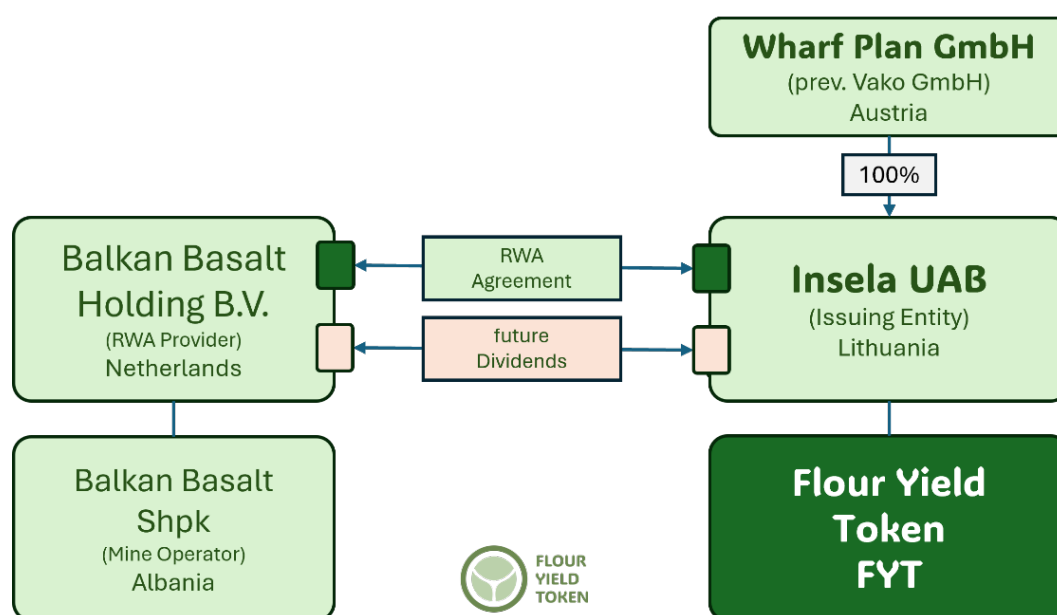 Wharf Plan GmbH
(prev. Vako GmbH)
Austria
100%
Balkan Basalt
Holding B.V.
(RWA Provider)
Netherlands
RWA
Agreement
future
Dividends
Insela UAB
(Issuing Entity)
Lithuania
Balkan Basalt
Shpk
(Mine Operator)
Albania
FLOUR
YIELD
TOKEN
Flour Yield
Token
FYT